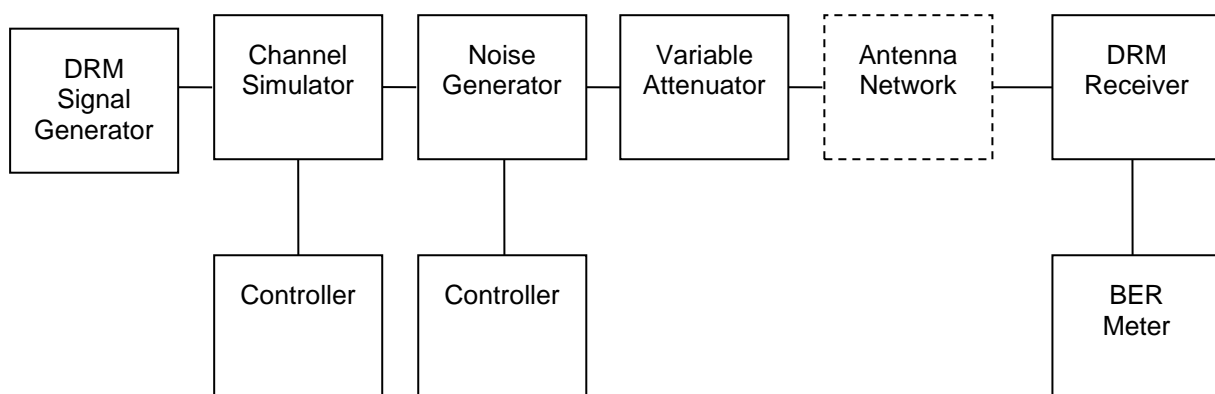 DRM
Signal
Generator
Channel
Simulator
Noise
Generator
Variable
Attenuator
Antenna
Network
DRM
Receiver
Controller
Controller
BER
Meter